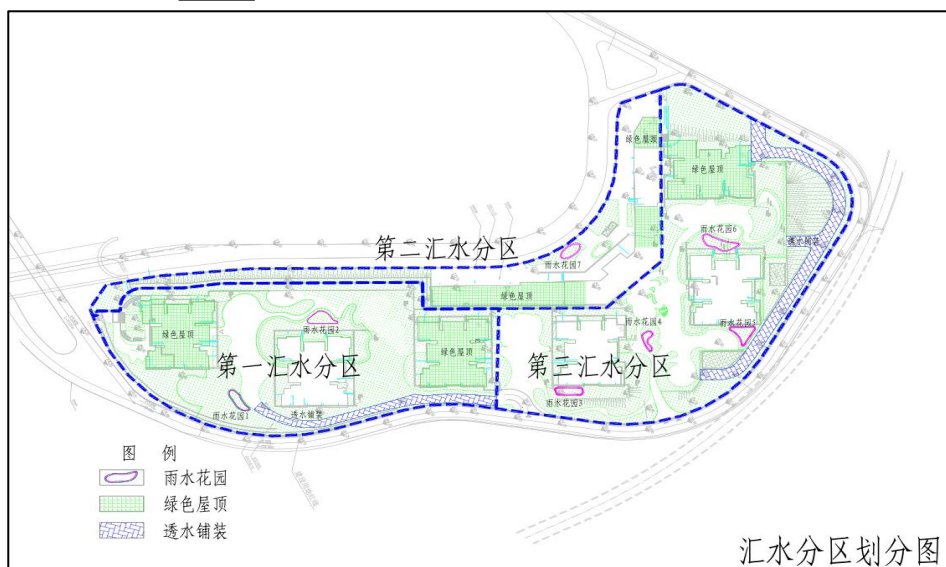 绿色屋顶
绿色屋顶
雨水花园6
透水铺装
第二汇水分区
雨水花园7
绿色屋顶
雨水花园2
雨水花园4
雨水花园5
绿色屋顶
绿色屋顶
第一汇水分区
第三汇水分区
雨水花园1
透水铺装
雨水花园3
图 例
雨水花园
绿色屋顶
透水铺装
汇水分区划分图